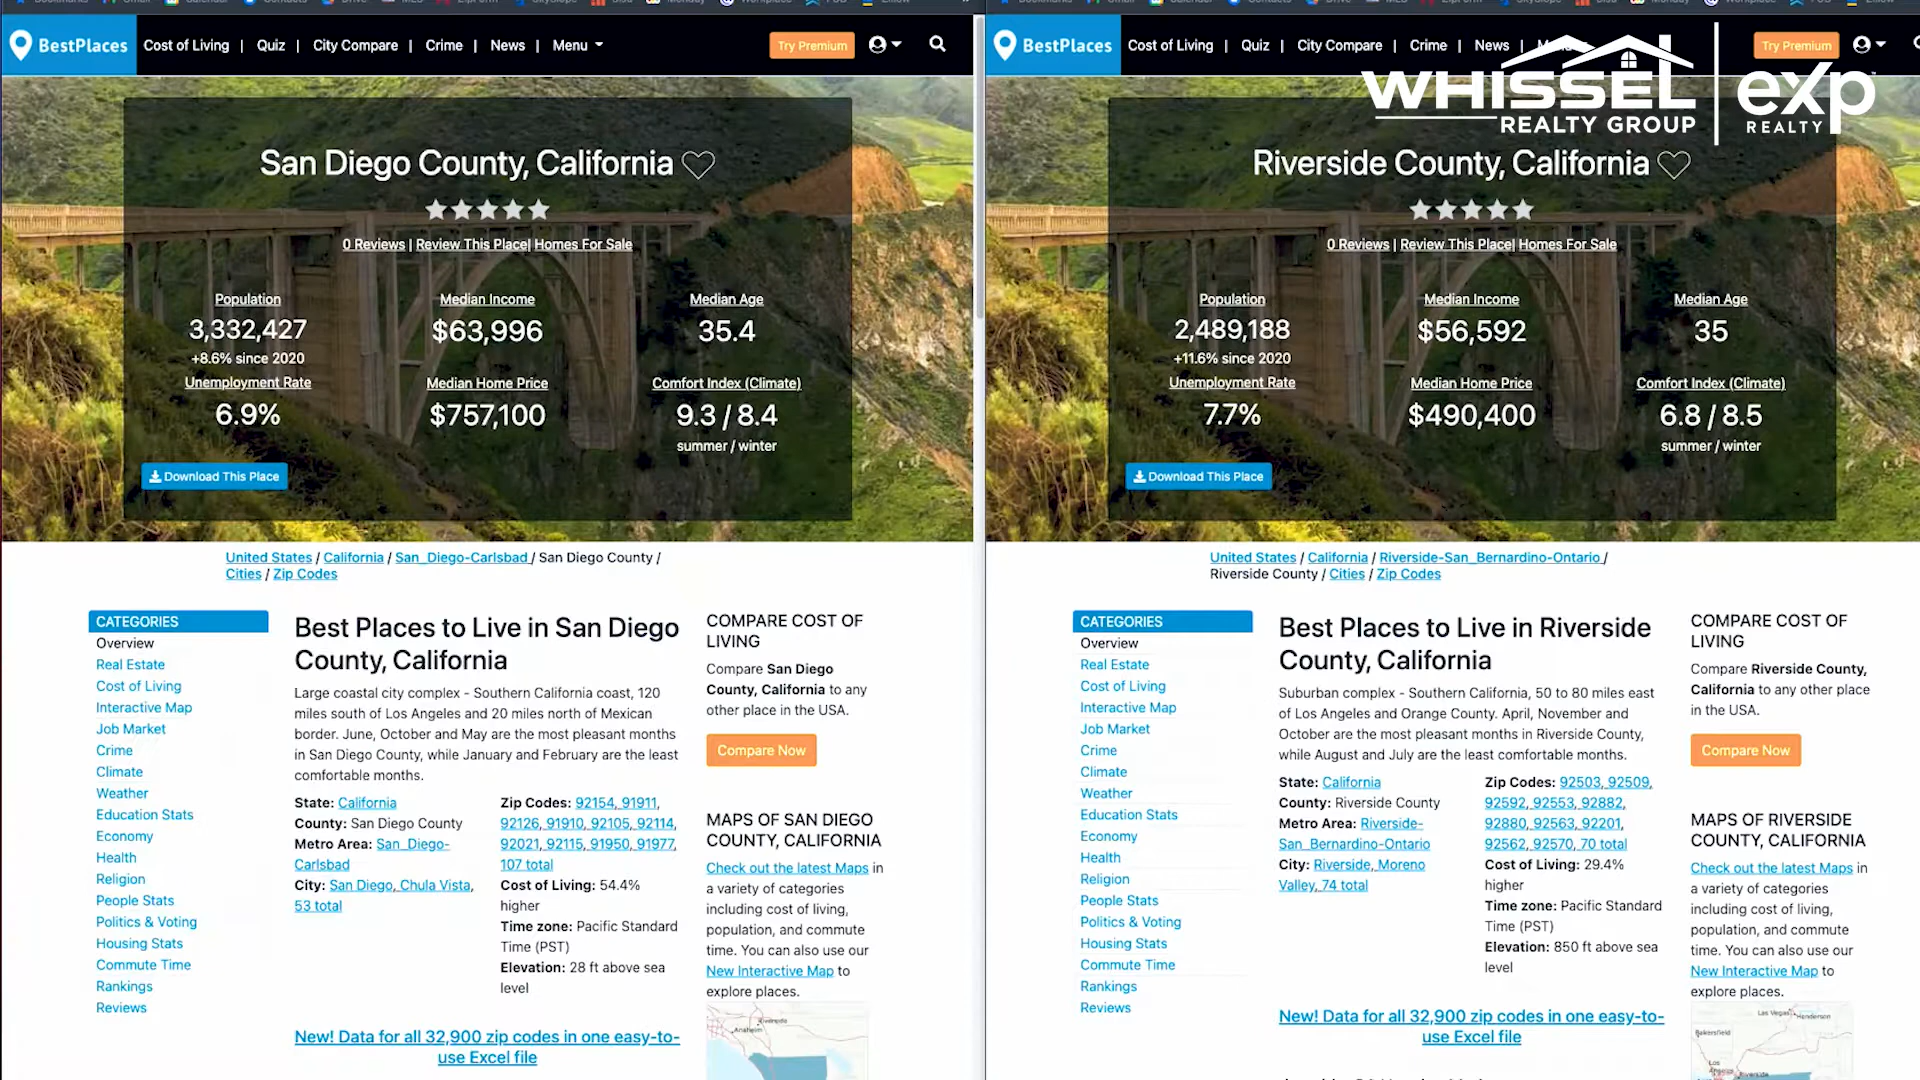 BestPlaces
Cost of Living | Quiz | City Compare | Crime | News | Menu
Try Premium
San Diego County, California
0 Reviews | Review This Place| Homes For Sale
Population
3,332,427
+8.6% since 2020
Median Income
$63,996
Median Age
35.4
Unemployment Rate
6.9%
Median Home Price
$757,100
Comfort Index (Climate)
9.3 / 8.4
summer / winter
Download This Place
United States / California / San_Diego-Carlsbad / San Diego County /
Cities / Zip Codes
CATEGORIES
Overview
Real Estate
Cost of Living
Interactive Map
Job Market
Crime
Climate
Weather
Education Stats
Economy
Health
Religion
People Stats
Politics & Voting
Housing Stats
Commute Time
Rankings
Reviews
Best Places to Live in San Diego
County, California
Large coastal city complex - Southern California coast, 120
miles south of Los Angeles and 20 miles north of Mexican
border. June, October and May are the most pleasant months
in San Diego County, while January and February are the least
comfortable months.
State: California
County: San Diego County
Metro Area: San_Diego-
Carlsbad
City: San Diego, Chula Vista,
53 total
Zip Codes: 92154, 91911,
92126, 91910, 92105, 92114,
92021, 92115, 91950, 91977,
107 total
Cost of Living: 54.4%
higher
Time zone: Pacific Standard
Time (PST)
Elevation: 28 ft above sea
level
New! Data for all 32,900 zip codes in one easy-to-
use Excel file
COMPARE COST OF
LIVING
Compare San Diego
County, California to any
other place in the USA.
Compare Now
MAPS OF SAN DIEGO
COUNTY, CALIFORNIA
Check out the latest Maps in
a variety of categories
including cost of living,
population, and commute
time. You can also use our
New Interactive Map to
explore places.
Anaheim
Riverside
BestPlaces
Cost of Living | Quiz | City Compare | Crime | News | Menu
Try Premium
WHISSEL
REALTY GROUP
eXp
REALTY
Riverside County, California
0 Reviews | Review This Place| Homes For Sale
Population
2,489,188
+11.6% since 2020
Median Income
$56,592
Median Age
35
Unemployment Rate
7.7%
Median Home Price
$490,400
Comfort Index (Climate)
6.8 / 8.5
summer / winter
Download This Place
United States / California / Riverside-San_Bernardino-Ontario /
Riverside County / Cities / Zip Codes
CATEGORIES
Overview
Real Estate
Cost of Living
Interactive Map
Job Market
Crime
Climate
Weather
Education Stats
Economy
Health
Religion
People Stats
Politics & Voting
Housing Stats
Commute Time
Rankings
Reviews
Best Places to Live in Riverside
County, California
Suburban complex - Southern California, 50 to 80 miles east
of Los Angeles and Orange County. April, November and
October are the most pleasant months in Riverside County,
while August and July are the least comfortable months.
State: California
County: Riverside County
Metro Area: Riverside-
San_Bernardino-Ontario
City: Riverside, Moreno
Valley, 74 total
Zip Codes: 92503, 92509,
92592, 92553, 92882,
92880, 92563, 92201,
92562, 92570, 70 total
Cost of Living: 29.4%
higher
Time zone: Pacific Standard
Time (PST)
Elevation: 850 ft above sea
level
New! Data for all 32,900 zip codes in one easy-to-
use Excel file
COMPARE COST OF
LIVING
Compare Riverside County,
California to any other place
in the USA.
Compare Now
MAPS OF RIVERSIDE
COUNTY, CALIFORNIA
Check out the latest Maps in
a variety of categories
including cost of living,
population, and commute
time. You can also use our
New Interactive Map to
explore places.
Las Vegas
Henderson
Bakersfield
Los
Angeles
Riverside